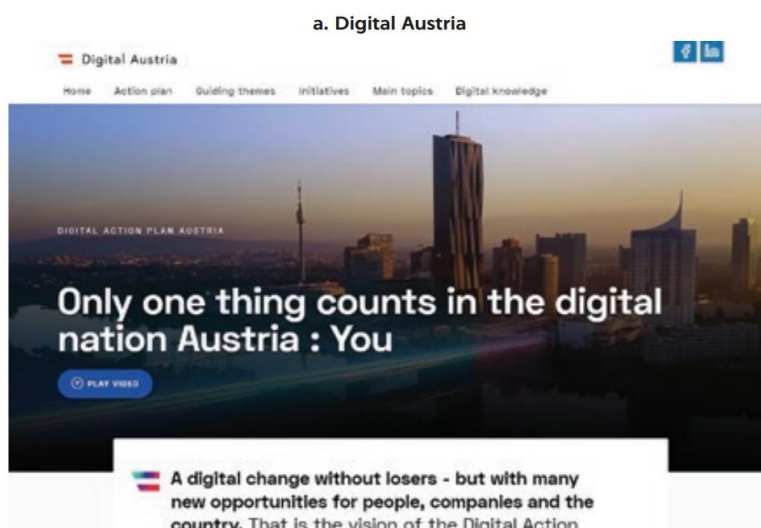 a. Digital Austria
Digital Austria
f in
Home Action plan Guiding themes Initiatives Main topics Digital knowledge
DIGITAL ACTION PLAN AUSTRIA
Only one thing counts in the digital
nation Austria : You
PLAY VIDEO
A digital change without losers - but with many
new opportunities for people, companies and the
country. That is the vision of the Digital Action